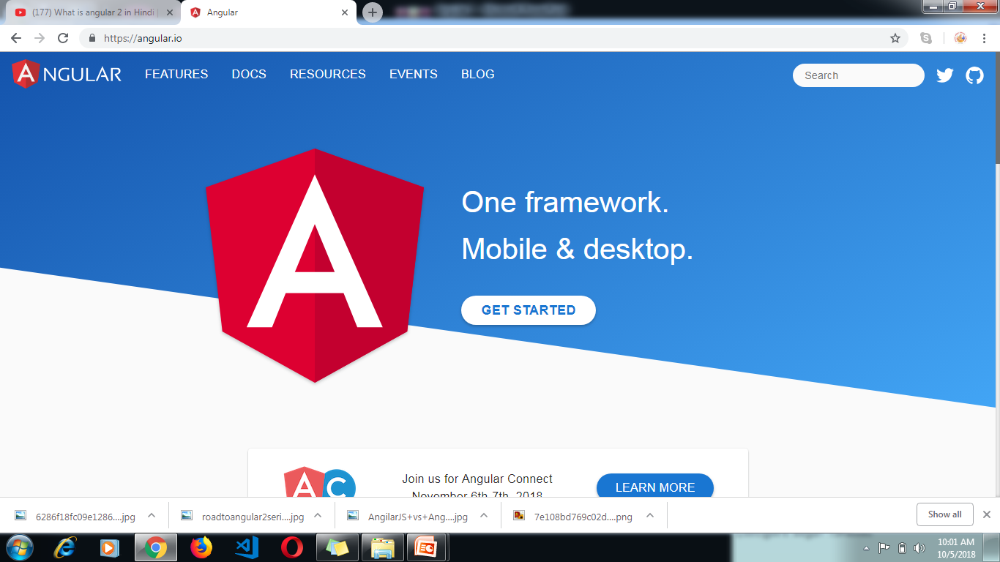 (177) What is angular 2 in Hindi |
Angular
https://angular.io
ANGULAR
FEATURES
DOCS
RESOURCES
EVENTS
BLOG
Search
A
One framework.
Mobile & desktop.
GET STARTED
A C
Join us for Angular Connect
November 6th-7th, 2018
LEARN MORE
6286f18fc09e1286....jpg
roadtoangular2seri....jpg
AngilarJS+vs+Ang....jpg
7e108bd769c02d....png
Show all
10:01 AM
10/5/2018